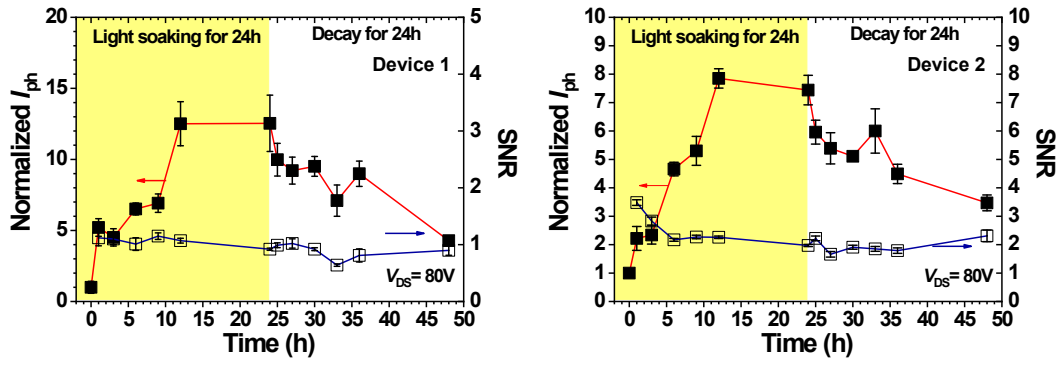 Light soaking for 24h
Decay for 24h
Device 1
V_DS= 80V
Normalized I_ph
SNR
Time (h)
0 5 10 15 20
0 1 2 3 4 5
0 5 10 15 20 25 30 35 40 45 50
Light soaking for 24h
Decay for 24h
Device 2
V_DS= 80V
Normalized I_ph
SNR
Time (h)
0 1 2 3 4 5 6 7 8 9 10
0 1 2 3 4 5 6 7 8 9 10
0 5 10 15 20 25 30 35 40 45 50